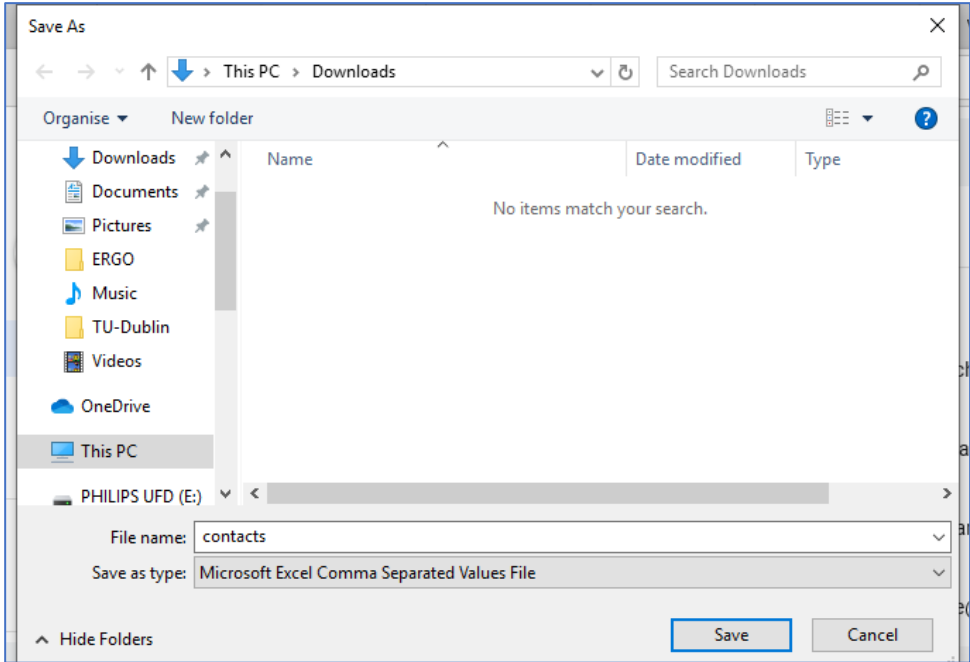 Save As
This PC > Downloads
Search Downloads
Organise
New folder
Name
Date modified
Type
No items match your search.
Downloads
Documents
Pictures
ERGO
Music
TU-Dublin
Videos
OneDrive
This PC
PHILIPS UFD (E:)
File name: contacts
Save as type: Microsoft Excel Comma Separated Values File
Hide Folders
Save
Cancel